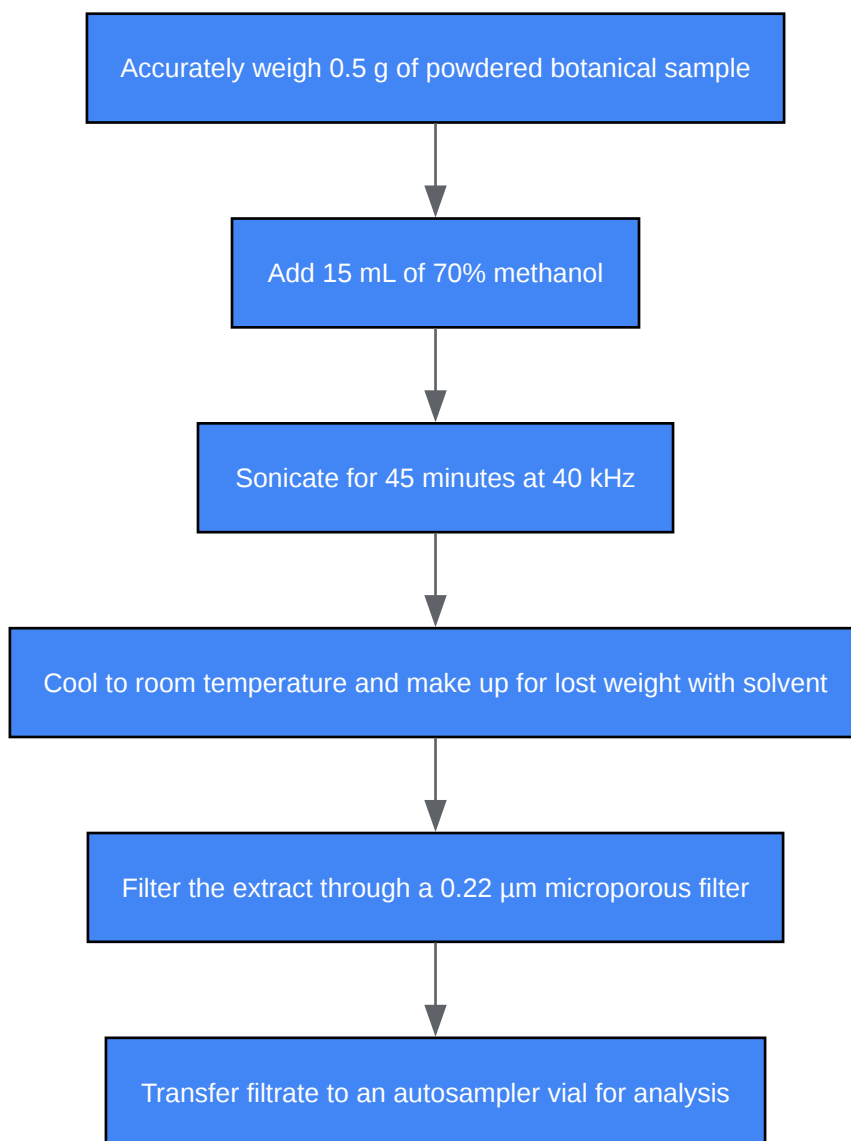 Accurately weigh 0.5 g of powdered botanical sample
Add 15 mL of 70% methanol
Sonicate for 45 minutes at 40 kHz
Cool to room temperature and make up for lost weight with solvent
Filter the extract through a 0.22 µm microporous filter
Transfer filtrate to an autosampler vial for analysis